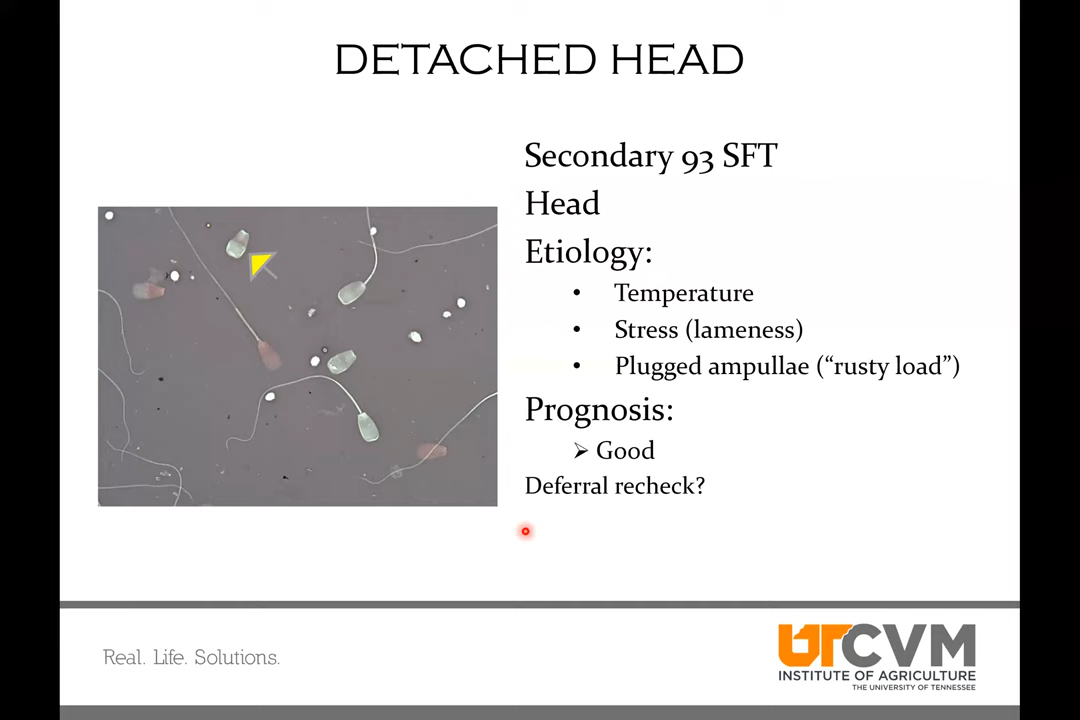 DETACHED HEAD
Secondary 93 SFT
Head
Etiology:
• Temperature
• Stress (lameness)
• Plugged ampullae (“rusty load”)
Prognosis:
➢ Good
Deferral recheck?
Real. Life. Solutions.
UTCVM
INSTITUTE OF AGRICULTURE
THE UNIVERSITY OF TENNESSEE